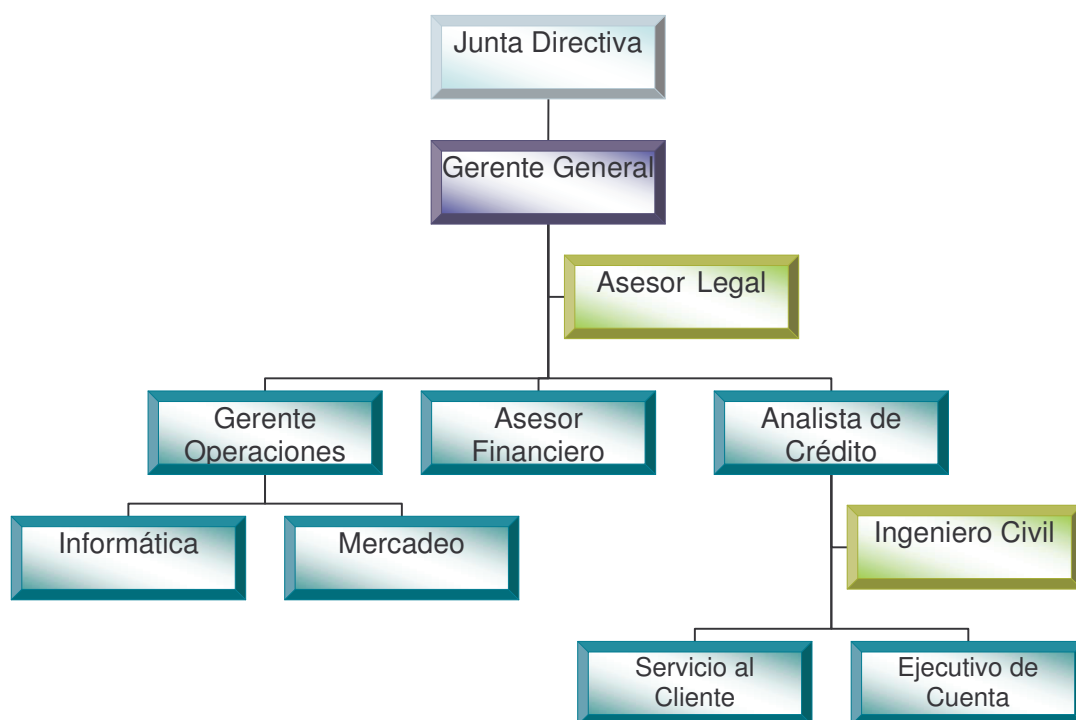 Junta Directiva
Gerente General
Asesor Legal
Gerente
Operaciones
Asesor
Financiero
Analista de
Crédito
Informática
Mercadeo
Ingeniero Civil
Servicio al
Cliente
Ejecutivo de
Cuenta